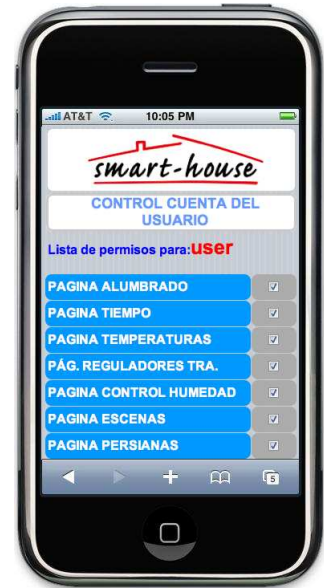 AT&T 10:05 PM
smart-house
CONTROL CUENTA DEL
USUARIO
Lista de permisos para:user
PAGINA ALUMBRADO
PAGINA TIEMPO
PAGINA TEMPERATURAS
PÁG. REGULADORES TRA.
PAGINA CONTROL HUMEDAD
PAGINA ESCENAS
PAGINA PERSIANAS
5